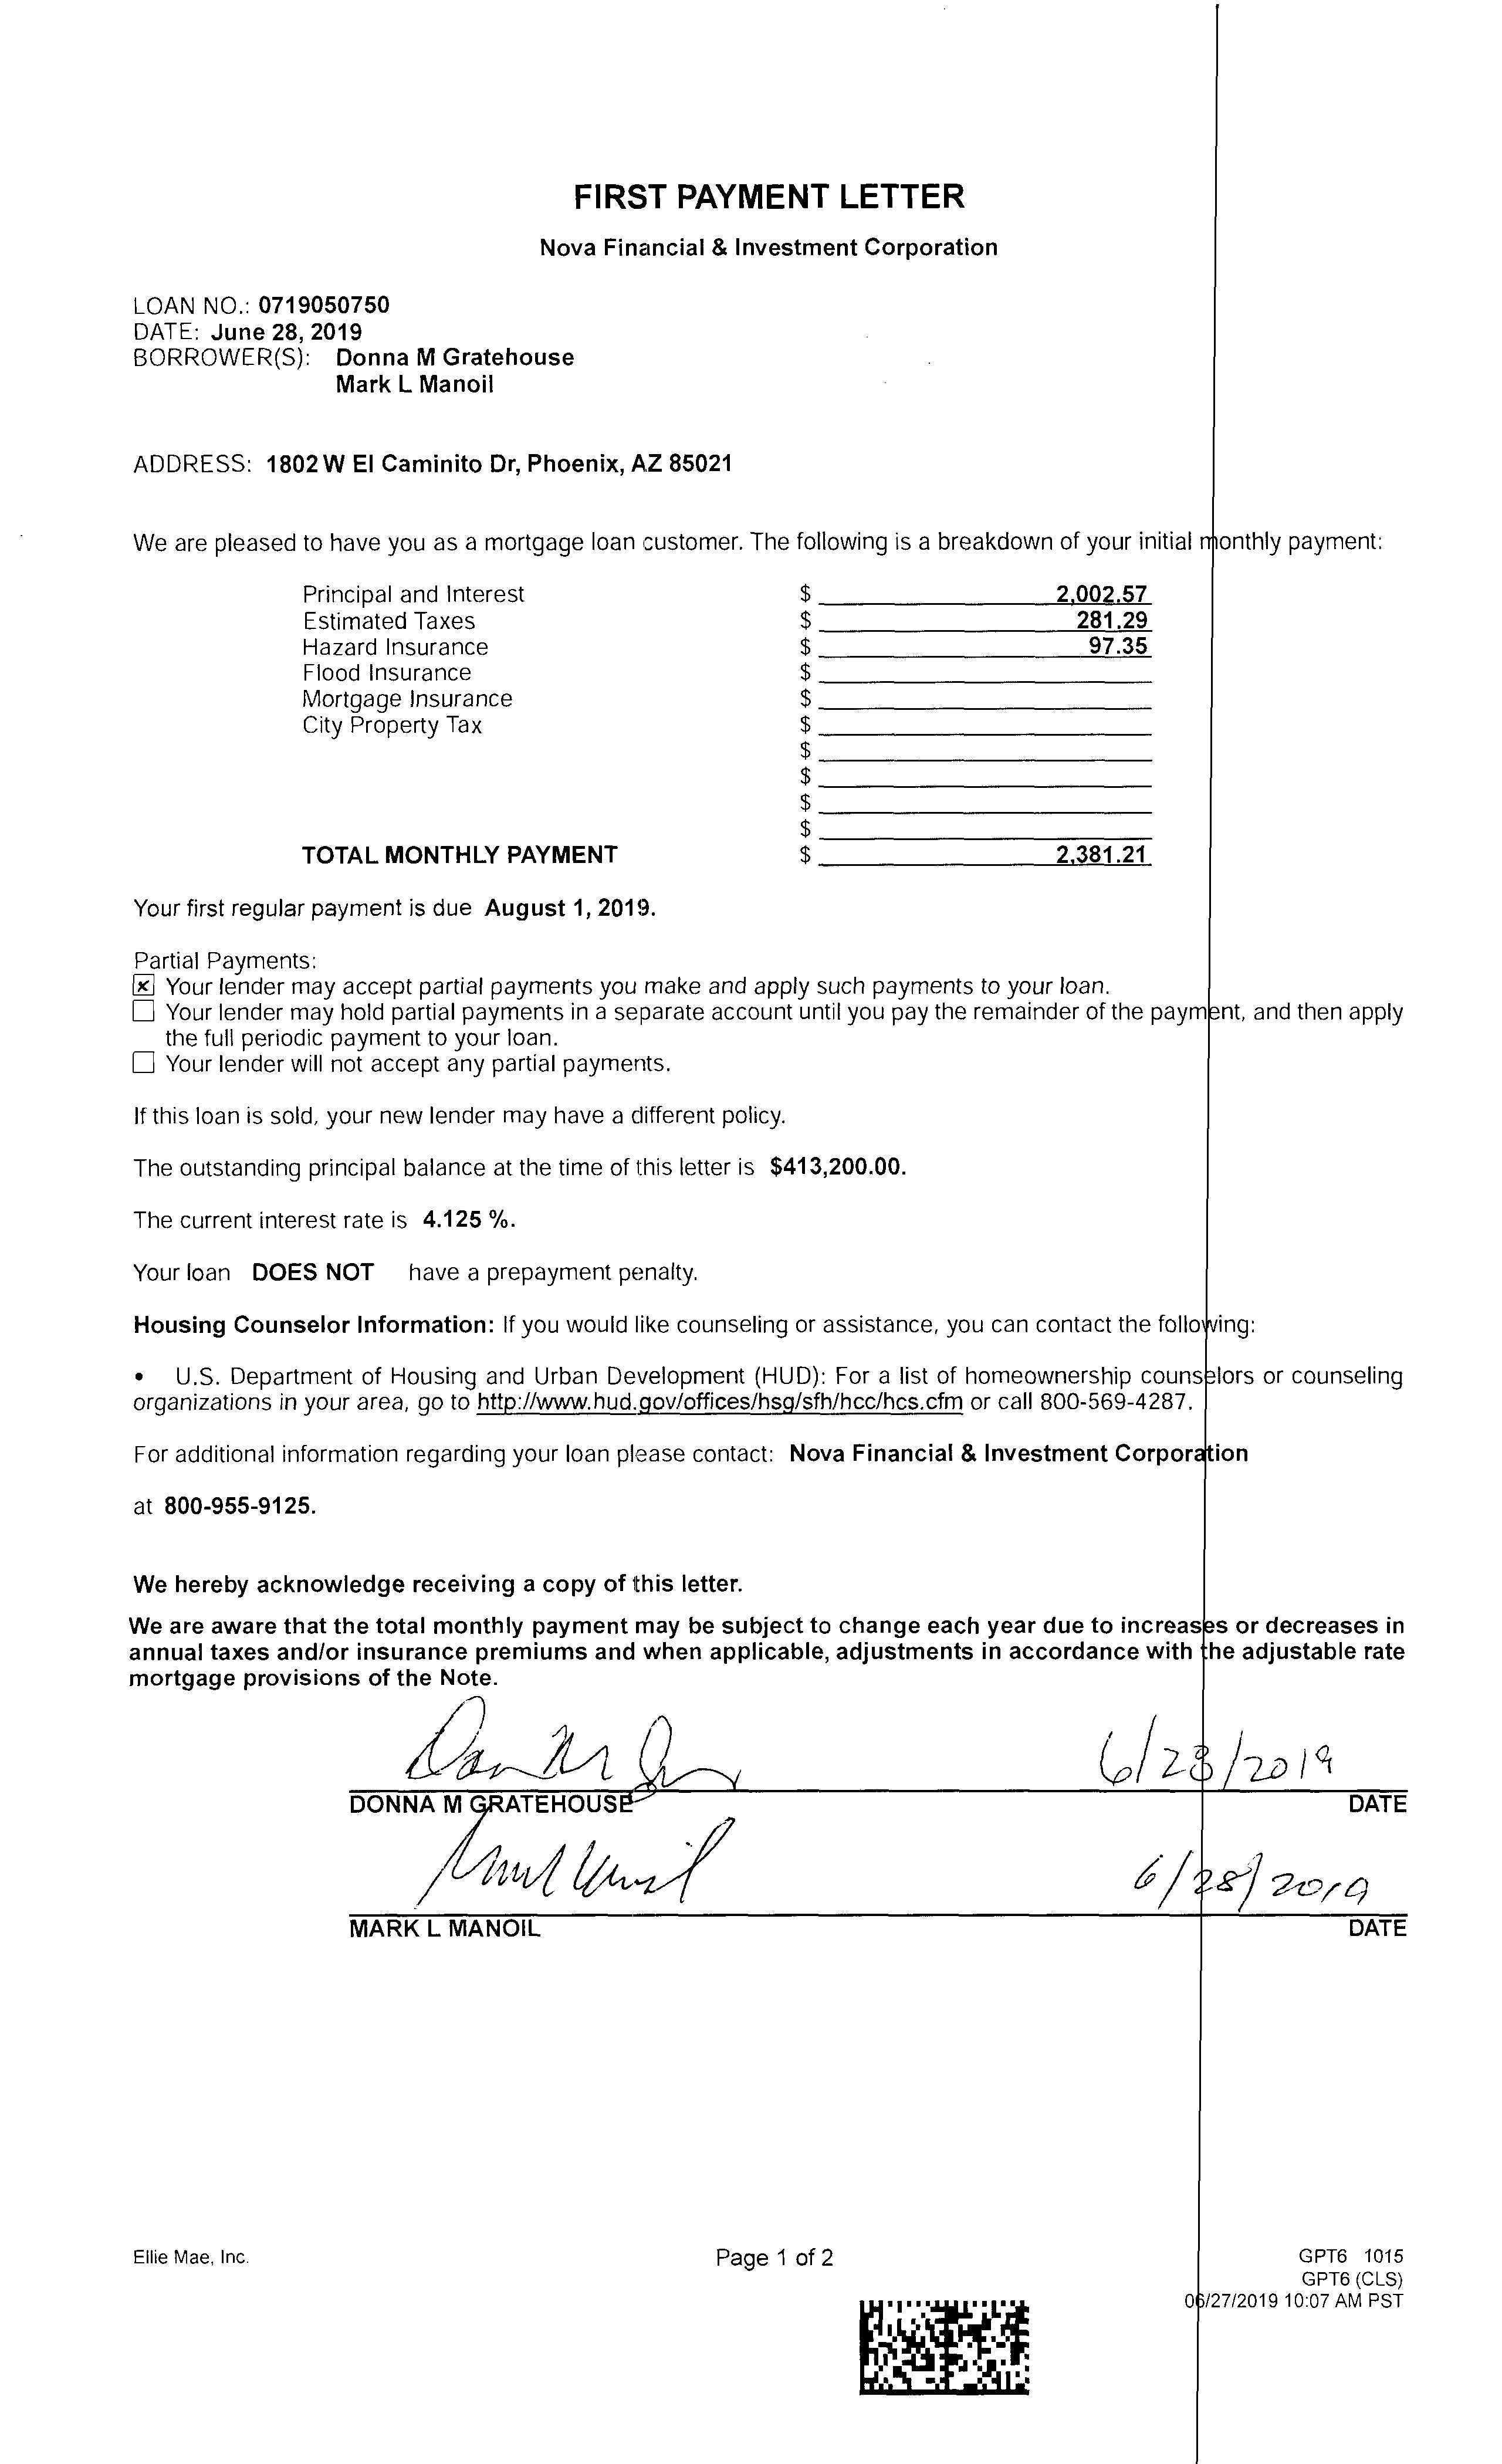 FIRST PAYMENT LETTER
Nova Financial & Investment Corporation
LOAN NO.: 0719050750
DATE: June 28, 2019
BORROWER(S): Donna M Gratehouse
Mark L Manoil
ADDRESS: 1802 W El Caminito Dr, Phoenix, AZ 85021
We are pleased to have you as a mortgage loan customer. The following is a breakdown of your initial monthly payment:
Principal and Interest $ 2,002.57
Estimated Taxes $ 281.29
Hazard Insurance $ 97.35
Flood Insurance $
Mortgage Insurance $
City Property Tax $
$
$
$
$
TOTAL MONTHLY PAYMENT $ 2,381.21
Your first regular payment is due August 1, 2019.
Partial Payments:
☒ Your lender may accept partial payments you make and apply such payments to your loan.
☐ Your lender may hold partial payments in a separate account until you pay the remainder of the payment, and then apply
the full periodic payment to your loan.
☐ Your lender will not accept any partial payments.
If this loan is sold, your new lender may have a different policy.
The outstanding principal balance at the time of this letter is $413,200.00.
The current interest rate is 4.125 %.
Your loan DOES NOT have a prepayment penalty.
Housing Counselor Information: If you would like counseling or assistance, you can contact the following:
• U.S. Department of Housing and Urban Development (HUD): For a list of homeownership counselors or counseling
organizations in your area, go to http://www.hud.gov/offices/hsg/sfh/hcc/hcs.cfm or call 800-569-4287.
For additional information regarding your loan please contact: Nova Financial & Investment Corporation
at 800-955-9125.
We hereby acknowledge receiving a copy of this letter.
We are aware that the total monthly payment may be subject to change each year due to increases or decreases in
annual taxes and/or insurance premiums and when applicable, adjustments in accordance with the adjustable rate
mortgage provisions of the Note.
6/28/2019
DONNA M GRATEHOUSE DATE
6/28/2019
MARK L MANOIL DATE
Ellie Mae, Inc. Page 1 of 2 GPT6 1015
GPT6 (CLS)
06/27/2019 10:07 AM PST